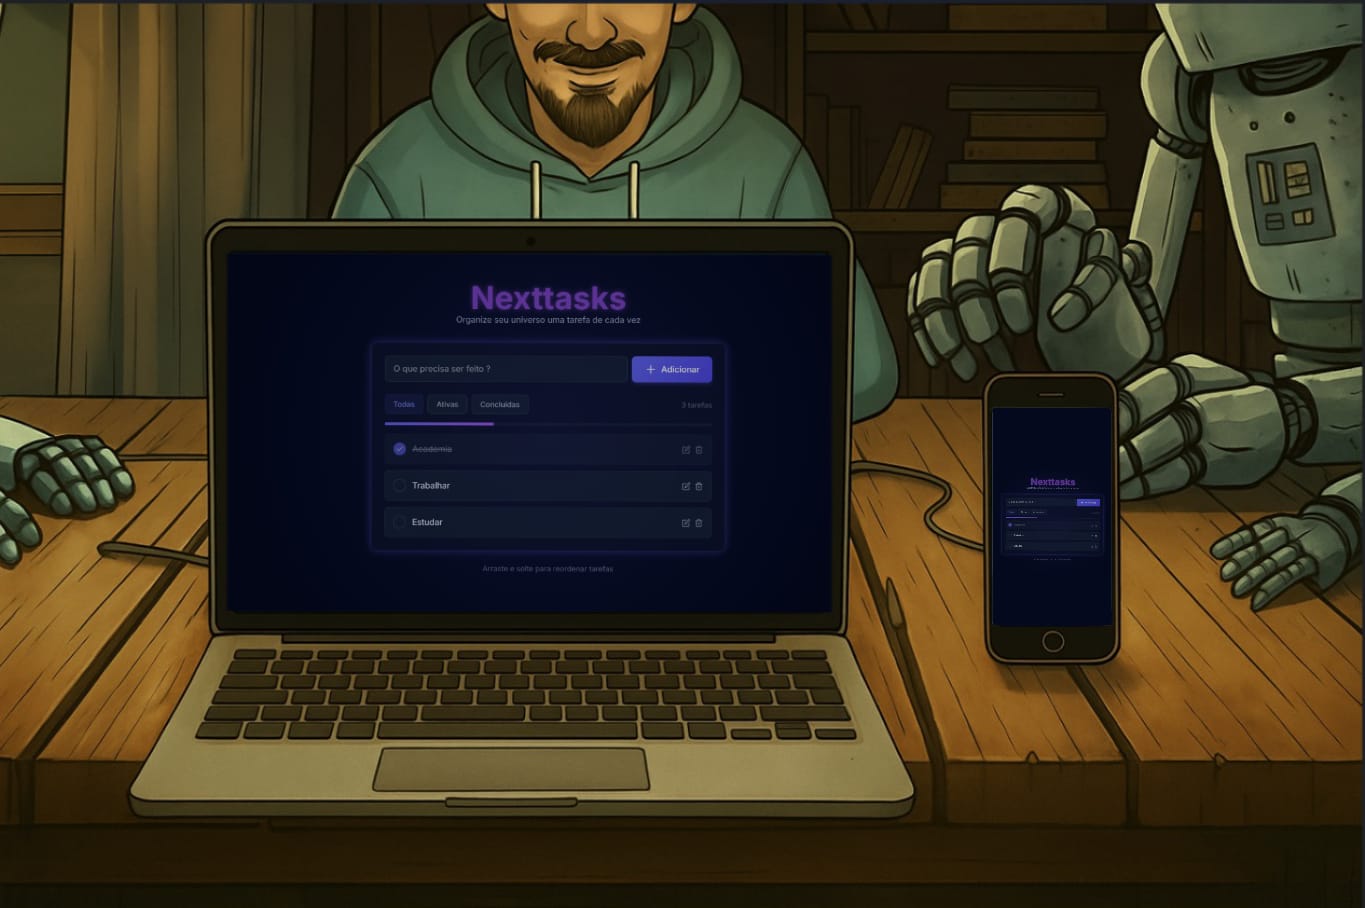 Nexttasks
Organize seu universo uma tarefa de cada vez
O que precisa ser feito ?
+ Adicionar
Todas Ativas Concluídas 3 tarefas
Academia
Trabalhar
Estudar
Arraste e solte para reordenar tarefas
Nexttasks